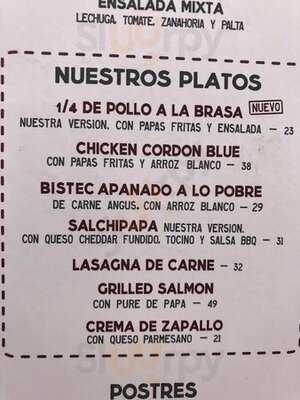 ENSALADA MIXTA
LECHUGA, TOMATE, ZANAHORIA Y PALTA
NUESTROS PLATOS
1/4 DE POLLO A LA BRASA NUEVO
NUESTRA VERSION, CON PAPAS FRITAS Y ENSALADA — 23
CHICKEN CORDON BLUE
CON PAPAS FRITAS Y ARROZ BLANCO — 38
BISTEC APANADO A LO POBRE
DE CARNE ANGUS, CON ARROZ BLANCO — 29
SALCHIPAPA NUESTRA VERSION,
CON QUESO CHEDDAR FUNDIDO, TOCINO Y SALSA BBQ — 31
LASAGNA DE CARNE — 32
GRILLED SALMON
CON PURE DE PAPA — 49
CREMA DE ZAPALLO
CON QUESO PARMESANO — 21
POSTRES